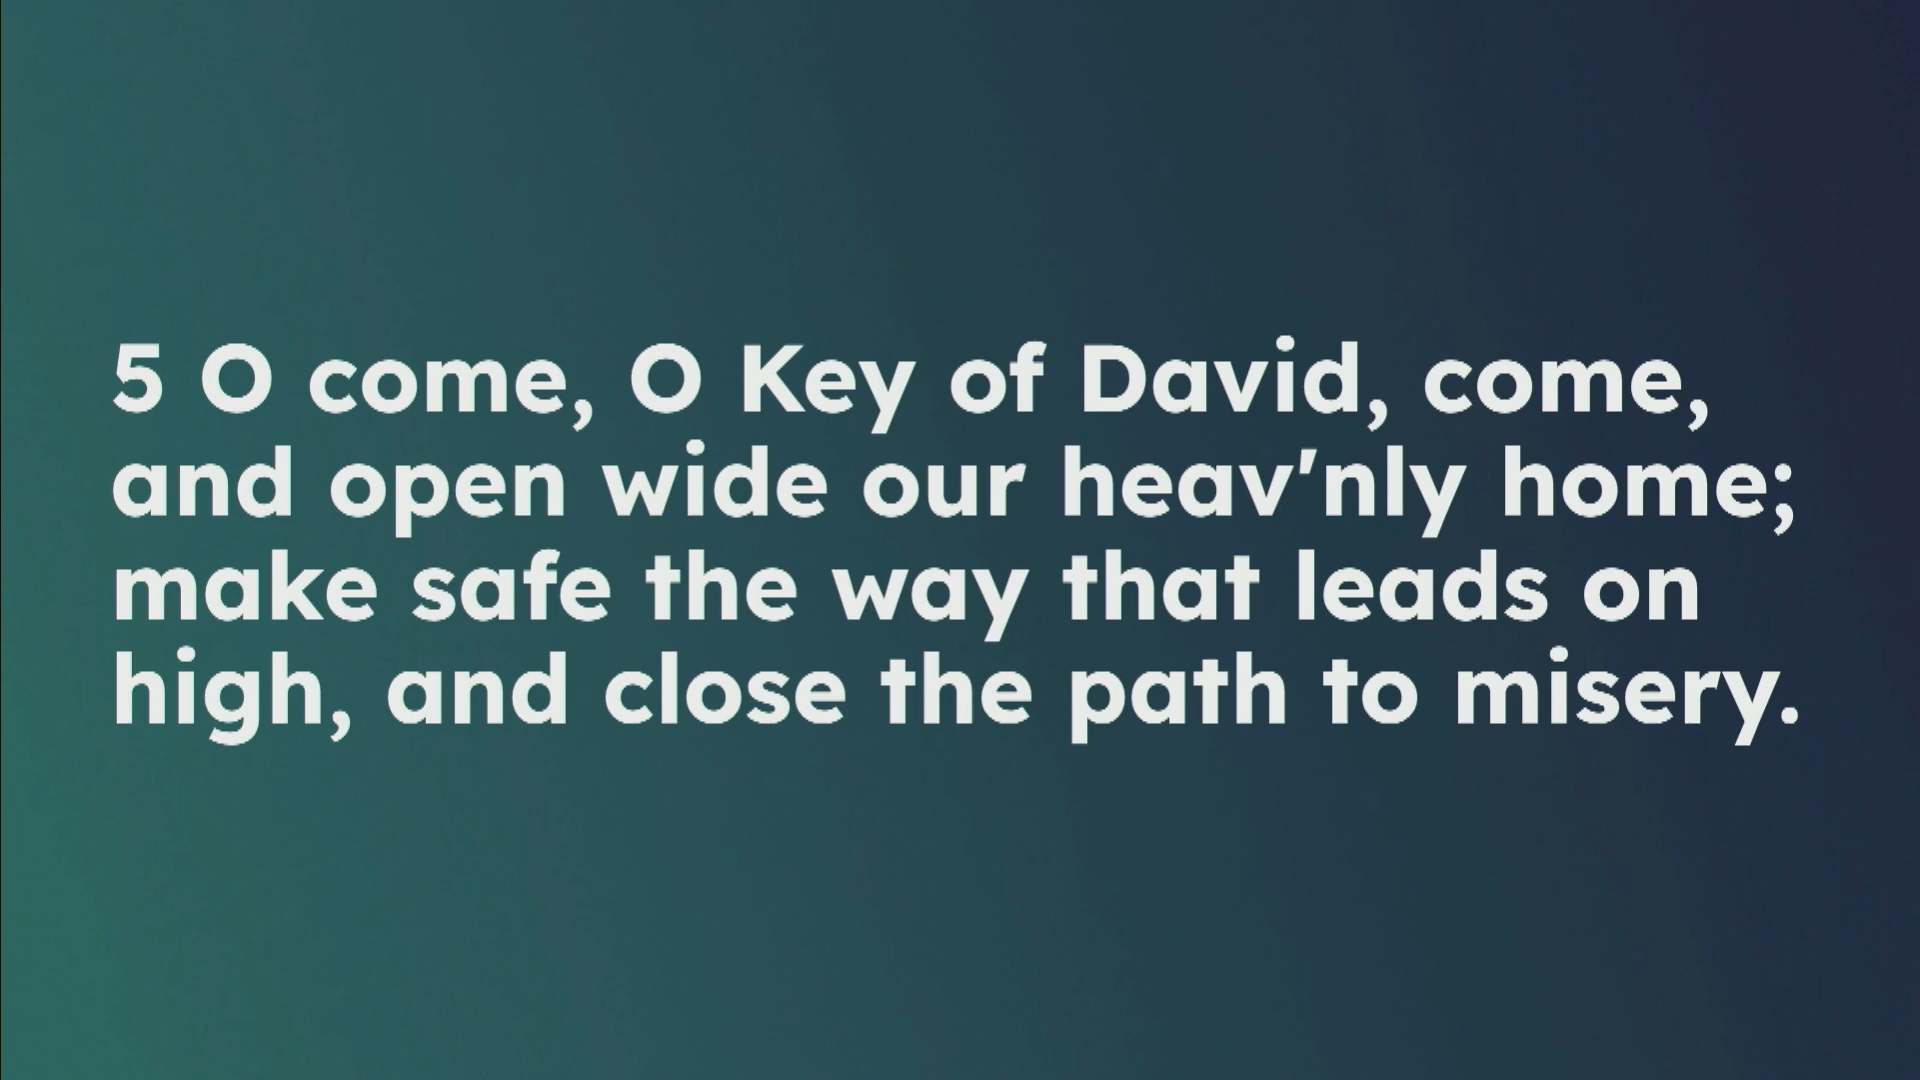 5 O come, O Key of David, come,
and open wide our heav'nly home;
make safe the way that leads on
high, and close the path to misery.